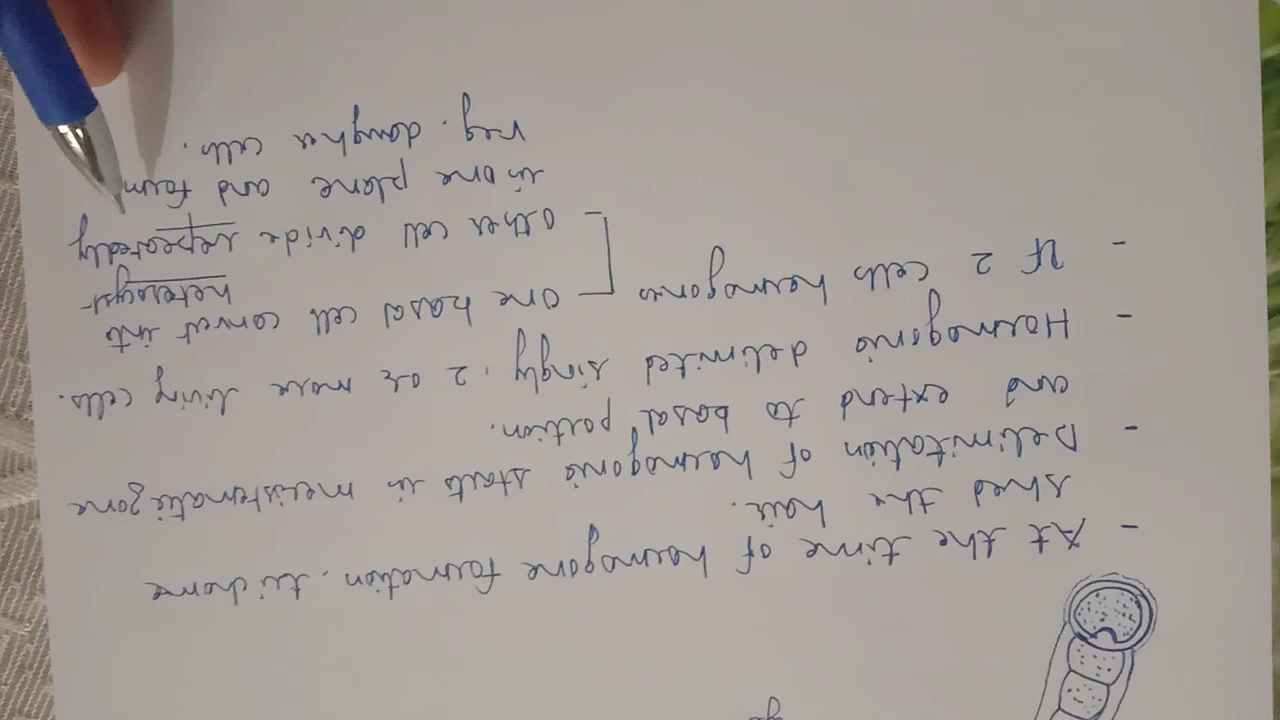 - At the time of hormogone formation, trichome
shed the hair.
- Delimitation of hormogonia starts in meristematic zone
and extend to basal portion.
- Hormogonia delimited singly, 2 or more living cells.
- If 2 cells hormogonia [ - one basal cell convert into
heterocyst
- other cell divide repeatedly
in one plane and form
veg. daughter cells.